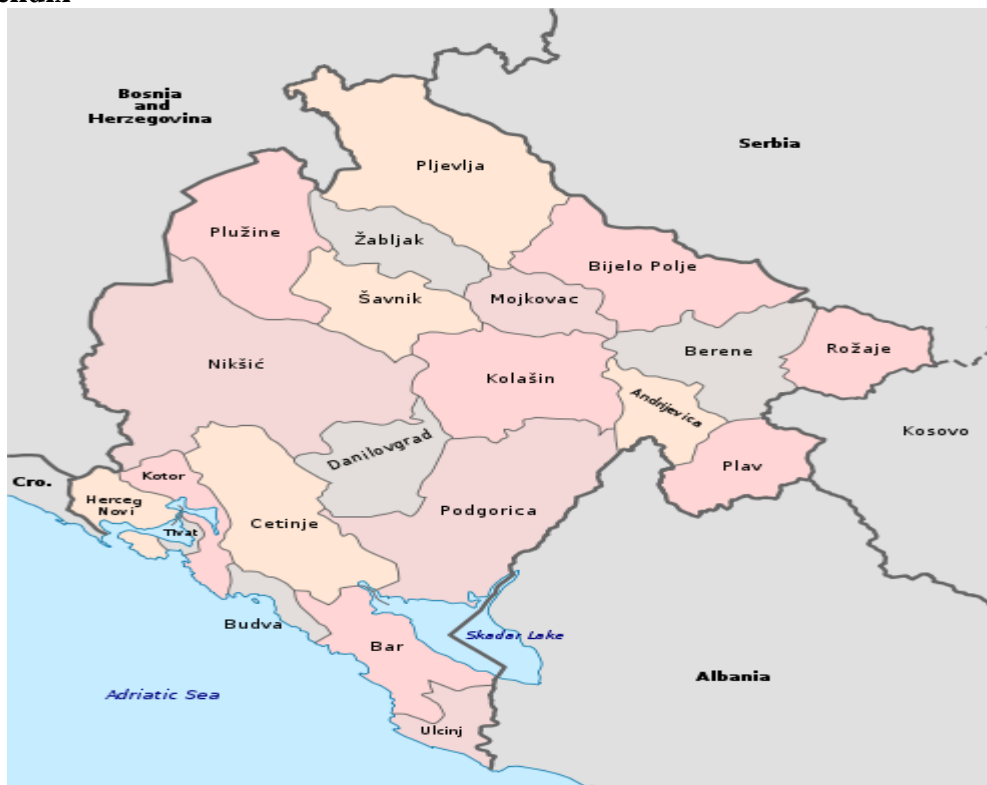 Bosnia
and
Herzegovina
Serbia
Pljevlja
Plužine
Žabljak
Bijelo Polje
Šavnik
Mojkovac
Nikšić
Kolašin
Berene
Rožaje
Andrijevica
Kosovo
Danilovgrad
Plav
Cro.
Kotor
Herceg
Novi
Tivat
Cetinje
Podgorica
Budva
Bar
Skadar Lake
Albania
Adriatic Sea
Ulcinj